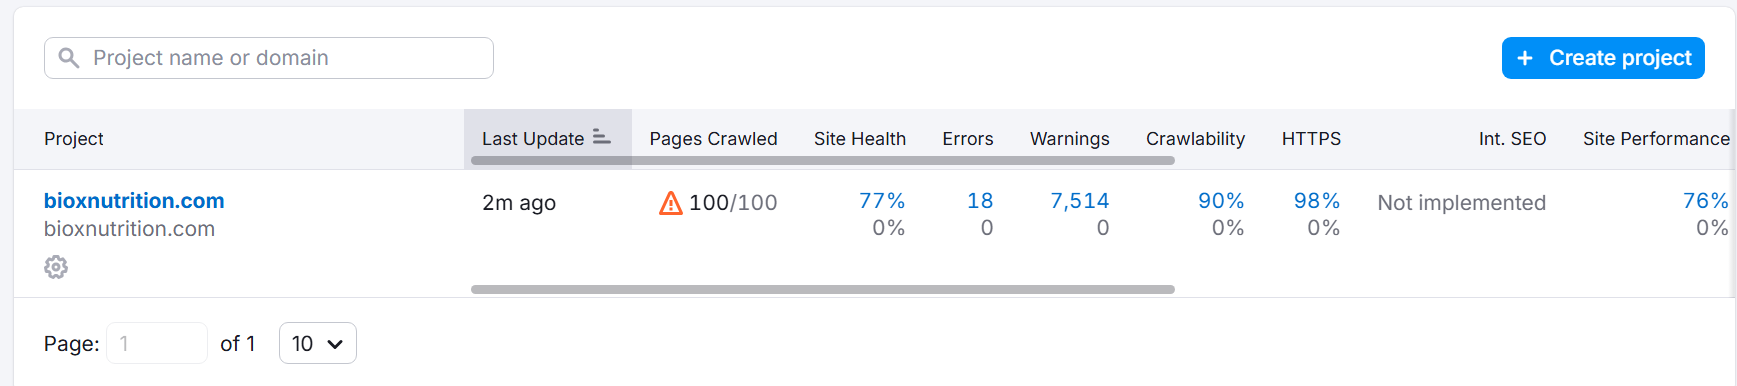 Project name or domain
+ Create project
Project Last Update Pages Crawled Site Health Errors Warnings Crawlability HTTPS Int. SEO Site Performance
bioxnutrition.com 2m ago 100/100 77% 18 7,514 90% 98% Not implemented 76%
bioxnutrition.com 0% 0 0 0% 0% 0%
Page: 1 of 1 10